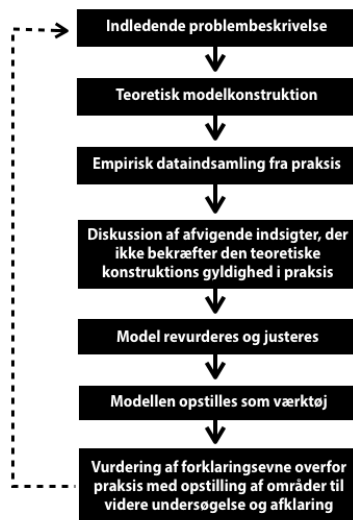 Indledende problembeskrivelse
Teoretisk modelkonstruktion
Empirisk dataindsamling fra praksis
Diskussion af afvigende indsigter, der
ikke bekræfter den teoretiske
konstruktions gyldighed i praksis
Model revurderes og justeres
Modellen opstilles som værktøj
Vurdering af forklaringsevne overfor
praksis med opstilling af områder til
videre undersøgelse og afklaring